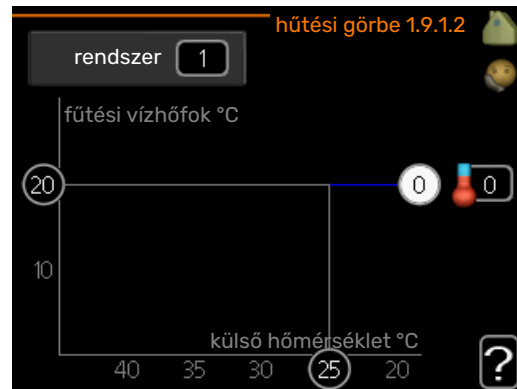 hűtési görbe 1.9.1.2
rendszer 1
fűtési vízhőfok °C
20 0 0
10
külső hőmérséklet °C
40 35 30 25 20
?